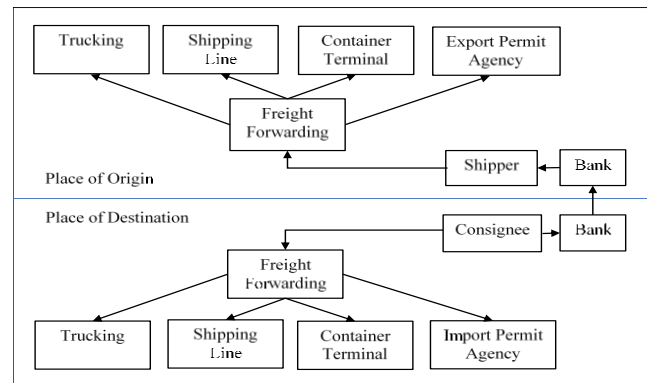 Trucking
Shipping
Line
Container
Terminal
Export Permit
Agency
Freight
Forwarding
Shipper
Bank
Place of Origin
Place of Destination
Consignee
Bank
Freight
Forwarding
Trucking
Shipping
Line
Container
Terminal
Import Permit
Agency